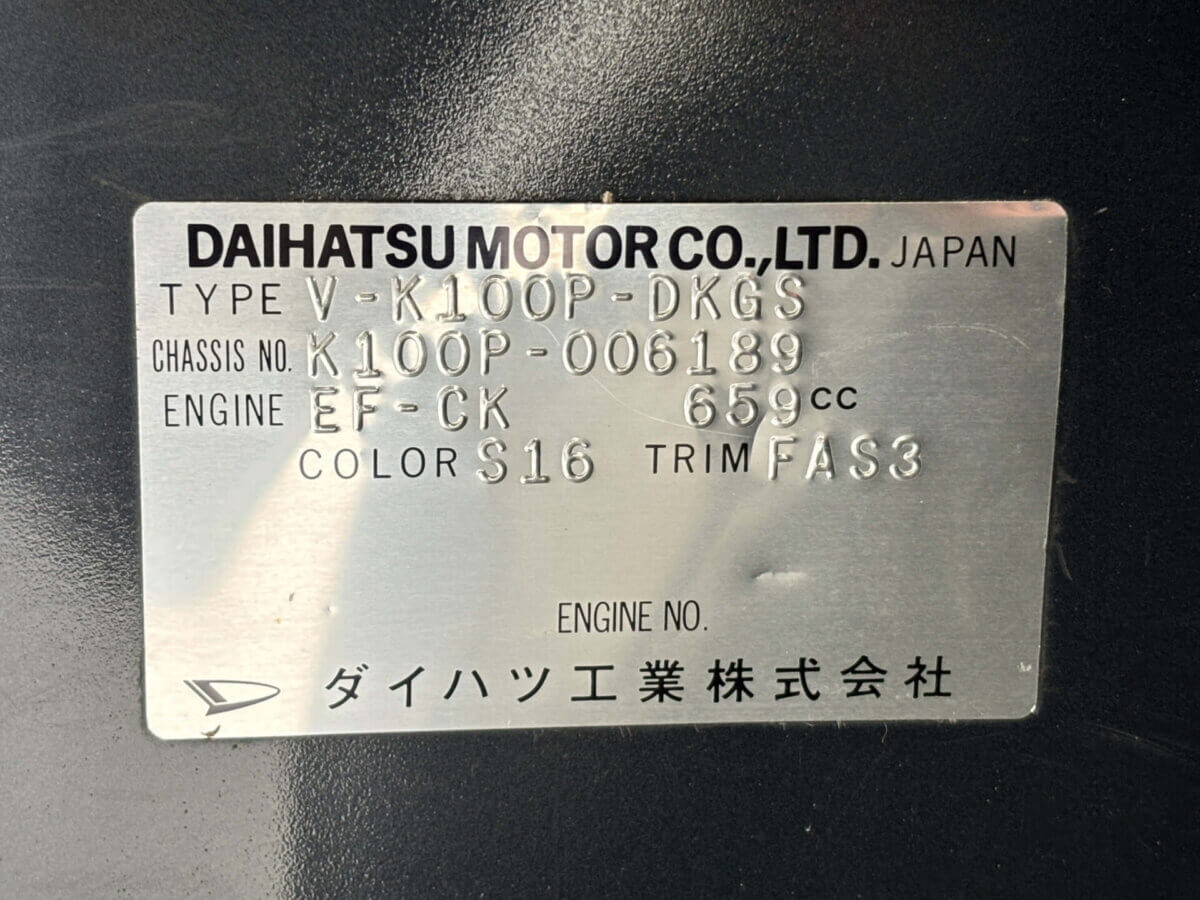 DAIHATSU MOTOR CO.,LTD. JAPAN
TYPE V-K100P-DKGS
CHASSIS NO. K100P-006189
ENGINE EF-CK 659cc
COLOR S16 TRIM FAS3
ENGINE NO.
ダイハツ工業株式会社